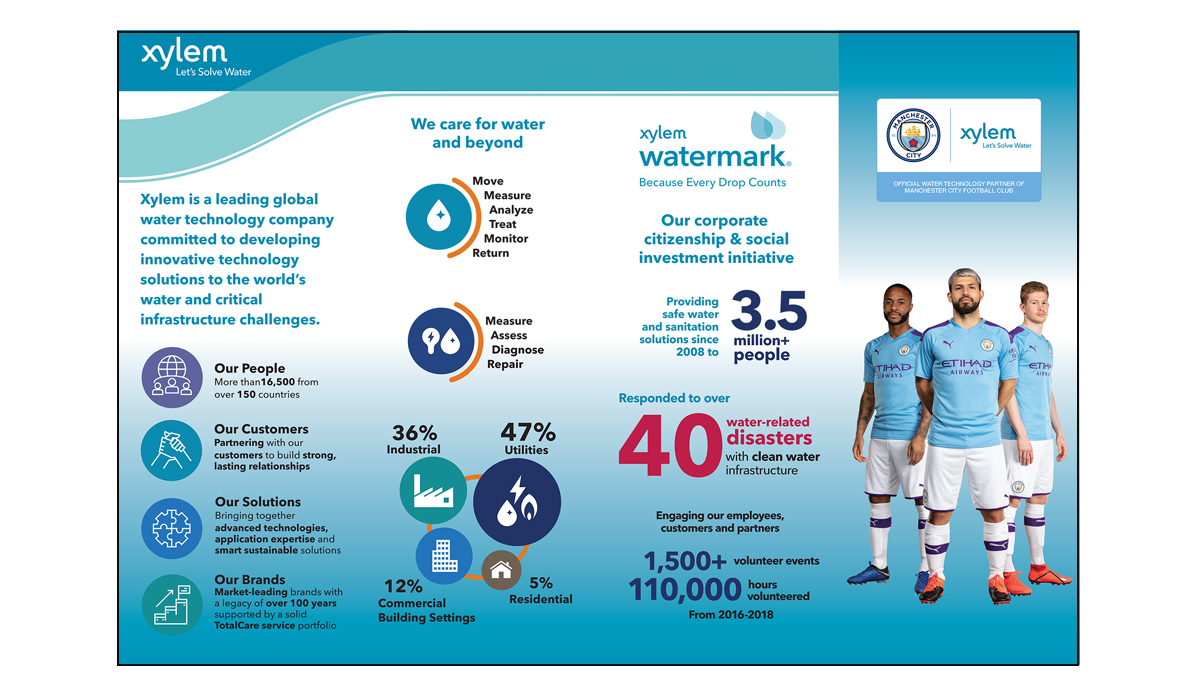 xylem
Let's Solve Water
Xylem is a leading global
water technology company
committed to developing
innovative technology
solutions to the world's
water and critical
infrastructure challenges.
Our People
More than16,500 from
over 150 countries
Our Customers
Partnering with our
customers to build strong,
lasting relationships
Our Solutions
Bringing together
advanced technologies,
application expertise and
smart sustainable solutions
Our Brands
Market-leading brands with
a legacy of over 100 years
supported by a solid
TotalCare service portfolio
We care for water
and beyond
Move
Measure
Analyze
Treat
Monitor
Return
Measure
Assess
Diagnose
Repair
36%
Industrial
47%
Utilities
12%
Commercial
Building Settings
5%
Residential
xylem
watermark®
Because Every Drop Counts
Our corporate
citizenship & social
investment initiative
Providing
safe water
and sanitation
solutions since
2008 to
3.5
million+
people
Responded to over
40
water-related
disasters
with clean water
infrastructure
Engaging our employees,
customers and partners
1,500+ volunteer events
110,000 hours
volunteered
From 2016-2018
MANCHESTER
CITY
xylem
Let's Solve Water
OFFICIAL WATER TECHNOLOGY PARTNER OF
MANCHESTER CITY FOOTBALL CLUB
ETIHAD
AIRWAYS
ETIHAD
AIRWAYS